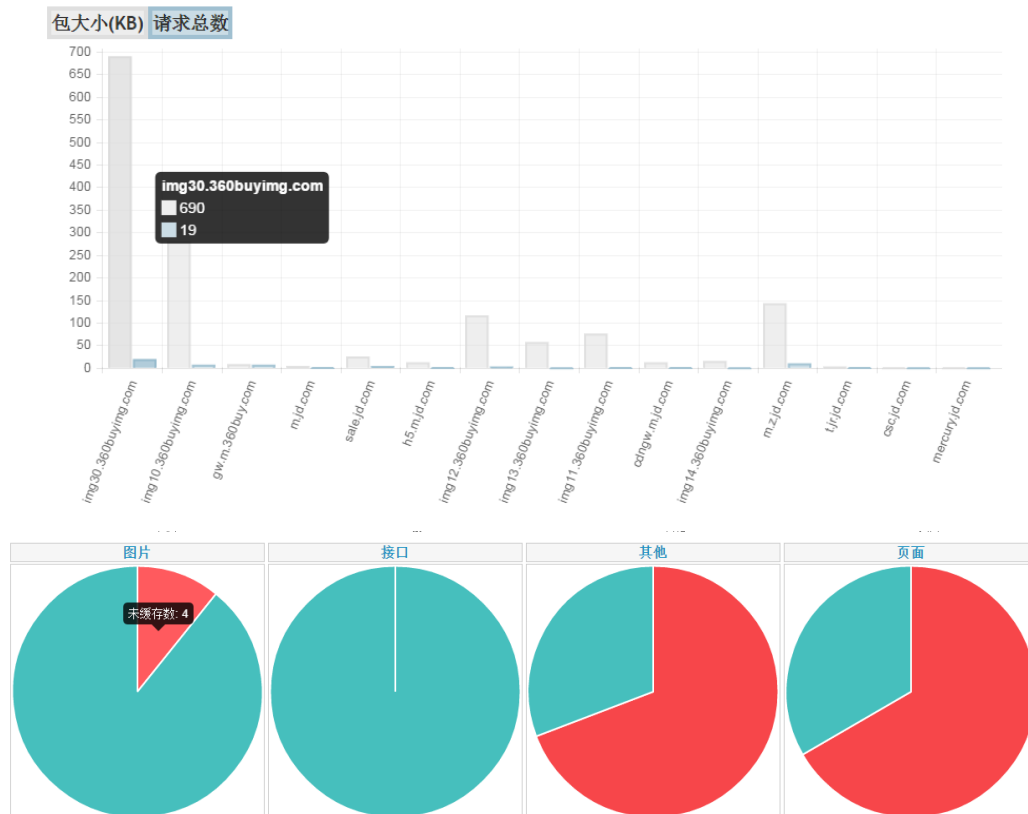 包大小(KB) 请求总数
700
650
600
550
500
450
400
350
300
250
200
150
100
50
0
img30.360buyimg.com
690
19
img30.360buyimg.com
img10.360buyimg.com
gw.m.360buy.com
m.jd.com
sale.jd.com
h5.m.jd.com
img12.360buyimg.com
img13.360buyimg.com
img11.360buyimg.com
cdngw.m.jd.com
img14.360buyimg.com
m.z.jd.com
t.jr.jd.com
csc.jd.com
mercury.jd.com
图片 接口 其他 页面
未缓存数: 4